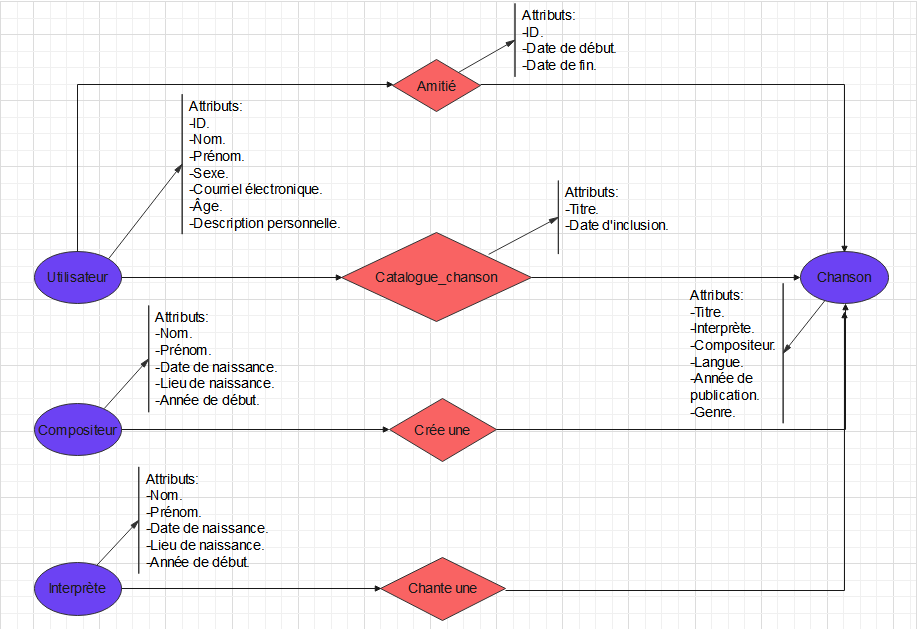 Attributs:
-ID.
-Date de début.
-Date de fin.
Amitié
Attributs:
-ID.
-Nom.
-Prénom.
-Sexe.
-Courriel électronique.
-Âge.
-Description personnelle.
Attributs:
-Titre.
-Date d'inclusion.
Utilisateur
Catalogue_chanson
Chanson
Attributs:
-Titre.
-Interprète.
-Compositeur.
-Langue.
-Année de
publication.
-Genre.
Attributs:
-Nom.
-Prénom.
-Date de naissance.
-Lieu de naissance.
-Année de début.
Compositeur
Crée une
Attributs:
-Nom.
-Prénom.
-Date de naissance.
-Lieu de naissance.
-Année de début.
Interprète
Chante une